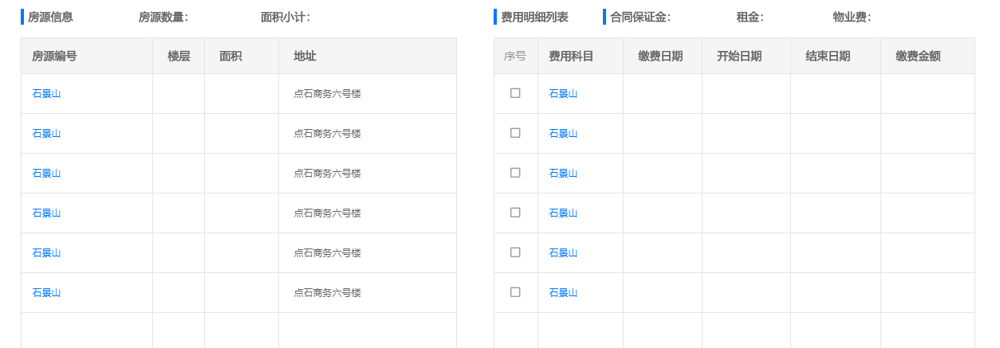 房源信息 房源数量: 面积小计:
房源编号 楼层 面积 地址
石景山 点石商务六号楼
石景山 点石商务六号楼
石景山 点石商务六号楼
石景山 点石商务六号楼
石景山 点石商务六号楼
石景山 点石商务六号楼
费用明细列表 合同保证金: 租金: 物业费:
序号 费用科目 缴费日期 开始日期 结束日期 缴费金额
石景山
石景山
石景山
石景山
石景山
石景山